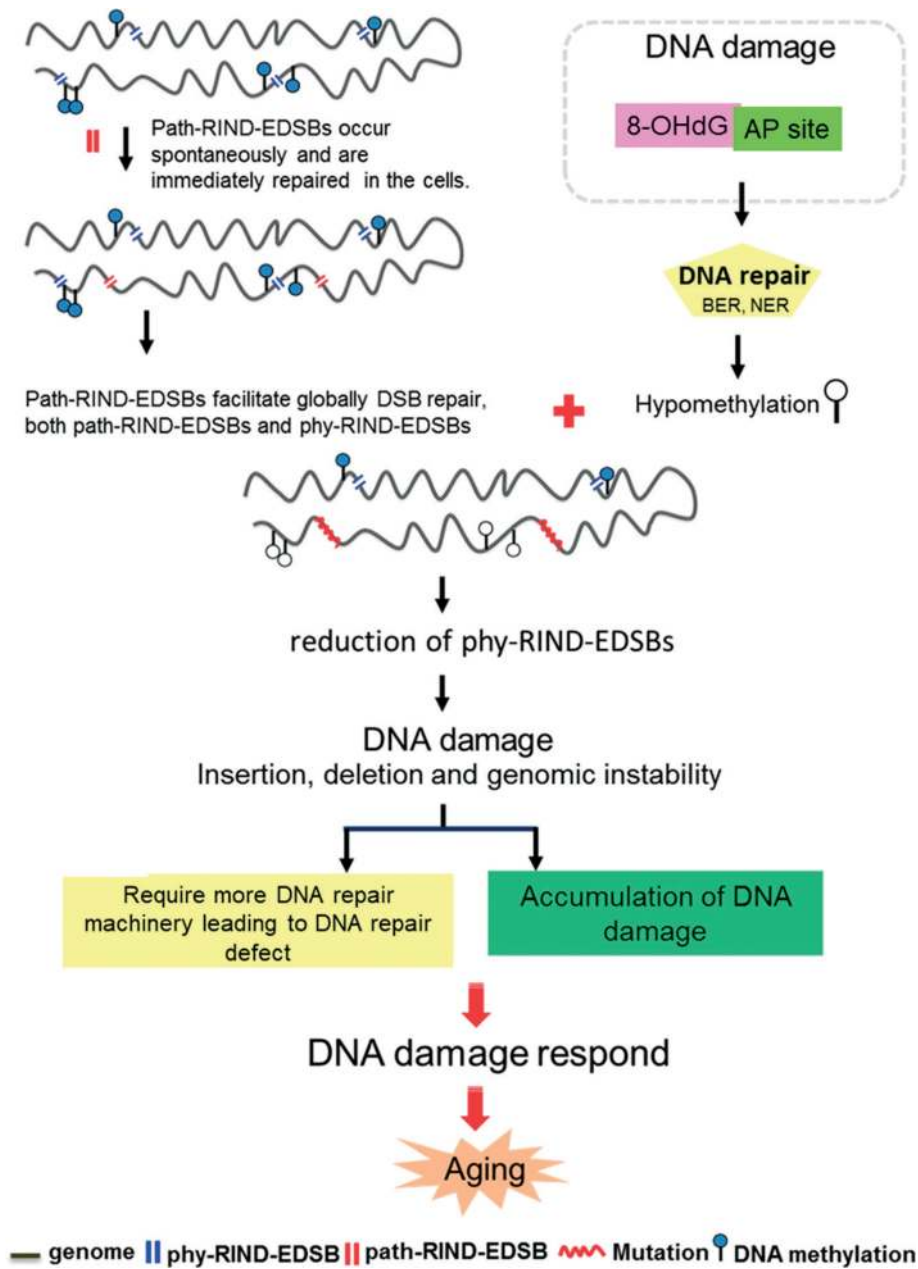 Path-RIND-EDSBs occur
spontaneously and are
immediately repaired in the cells.
DNA damage
8-OHdG
AP site
DNA repair
BER, NER
Path-RIND-EDSBs facilitate globally DSB repair,
both path-RIND-EDSBs and phy-RIND-EDSBs
Hypomethylation
reduction of phy-RIND-EDSBs
DNA damage
Insertion, deletion and genomic instability
Require more DNA repair
machinery leading to DNA repair
defect
Accumulation of DNA
damage
DNA damage respond
Aging
genome phy-RIND-EDSB path-RIND-EDSB Mutation DNA methylation